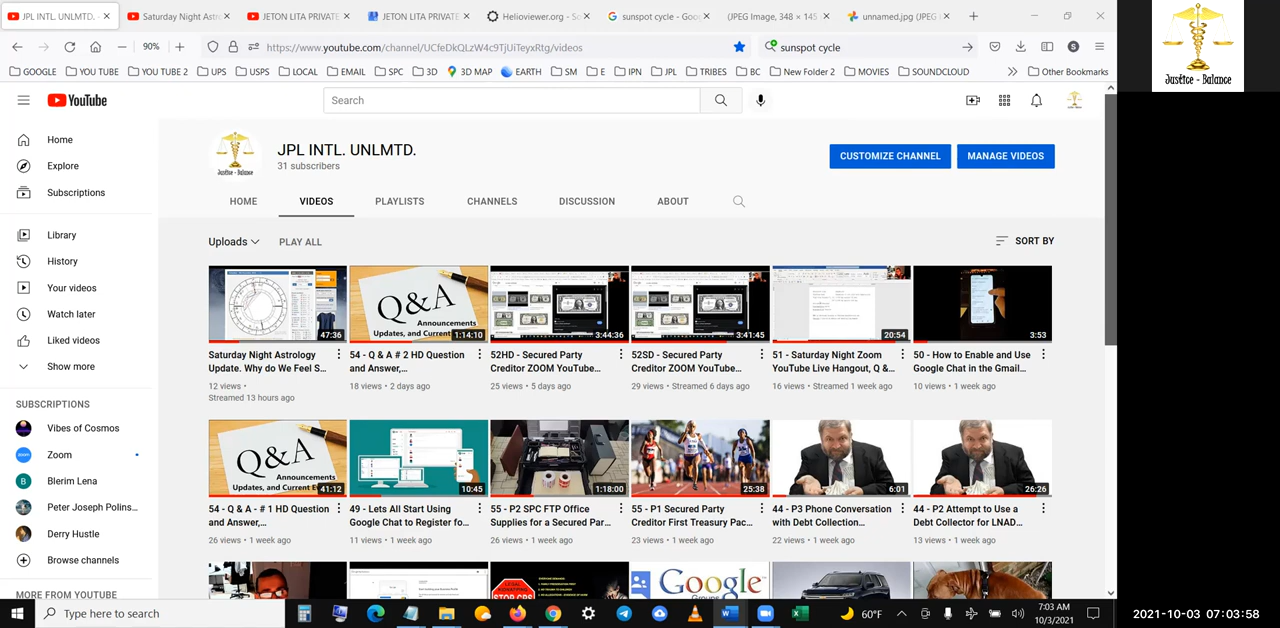 JPL INTL. UNLMTD. -
Saturday Night Astro
JETON LITA PRIVATE
JETON LITA PRIVATE
Helioviewer.org - So
sunspot cycle - Goo
(JPEG Image, 348 × 145
unnamed.jpg (JPEG I
90%
https://www.youtube.com/channel/UCfeDkQLzW4c9TjUiTeyxRtg/videos
sunspot cycle
GOOGLE YOU TUBE YOU TUBE 2 UPS USPS LOCAL EMAIL SPC 3D 3D MAP EARTH SM E IPN JPL TRIBES BC New Folder 2 MOVIES SOUNDCLOUD Other Bookmarks
Justice - Balance
YouTube
Search
Home
Explore
Subscriptions
Library
History
Your videos
Watch later
Liked videos
Show more
SUBSCRIPTIONS
Vibes of Cosmos
Zoom
Blerim Lena
Peter Joseph Polins...
Derry Hustle
Browse channels
MORE FROM YOUTUBE
Justice - Balance
JPL INTL. UNLMTD.
31 subscribers
CUSTOMIZE CHANNEL
MANAGE VIDEOS
HOME VIDEOS PLAYLISTS CHANNELS DISCUSSION ABOUT
Uploads PLAY ALL
SORT BY
47:36
Saturday Night Astrology
Update. Why do We Feel S...
12 views •
Streamed 13 hours ago
Q&A
Announcements
Updates, and Current
1:14:10
54 - Q & A # 2 HD Question
and Answer,...
18 views • 2 days ago
3:44:36
52HD - Secured Party
Creditor ZOOM YouTube...
25 views • 5 days ago
3:41:45
52SD - Secured Party
Creditor ZOOM YouTube...
29 views • Streamed 6 days ago
20:54
51 - Saturday Night Zoom
YouTube Live Hangout, Q &...
16 views • Streamed 1 week ago
3:53
50 - How to Enable and Use
Google Chat in the Gmail...
10 views • 1 week ago
Q&A
Announcements
Updates, and Current E
41:12
54 - Q & A - # 1 HD Question
and Answer,...
26 views • 1 week ago
10:45
49 - Lets All Start Using
Google Chat to Register fo...
11 views • 1 week ago
1:18:00
55 - P2 SPC FTP Office
Supplies for a Secured Par...
26 views • 1 week ago
25:38
55 - P1 Secured Party
Creditor First Treasury Pac...
23 views • 1 week ago
6:01
44 - P3 Phone Conversation
with Debt Collection...
22 views • 1 week ago
26:26
44 - P2 Attempt to Use a
Debt Collector for LNAD...
13 views • 1 week ago
STOP CPS
Google
Groups
Type here to search
60°F
7:03 AM
10/3/2021
2021-10-03 07:03:58